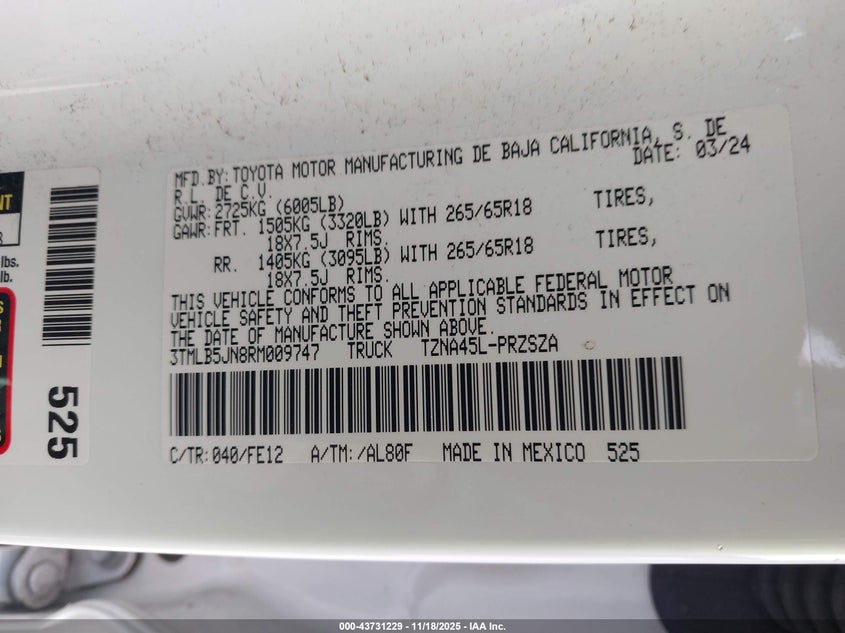 MFD.BY: TOYOTA MOTOR MANUFACTURING DE BAJA CALIFORNIA, S. DE
R.L. DE C.V. DATE: 03/24
GVWR: 2725KG (6005LB)
GAWR: FRT. 1505KG (3320LB) WITH 265/65R18 TIRES,
18X7.5J RIMS.
RR. 1405KG (3095LB) WITH 265/65R18 TIRES,
18X7.5J RIMS.
THIS VEHICLE CONFORMS TO ALL APPLICABLE FEDERAL MOTOR
VEHICLE SAFETY AND THEFT PREVENTION STANDARDS IN EFFECT ON
THE DATE OF MANUFACTURE SHOWN ABOVE.
3TMLB5JN8RM009747 TRUCK TZNA45L-PRZSZA
C/TR: 040/FE12 A/TM: /AL80F MADE IN MEXICO 525
525
lbs.
lb.
000-43731229 | 11/18/2025 - IAA Inc.